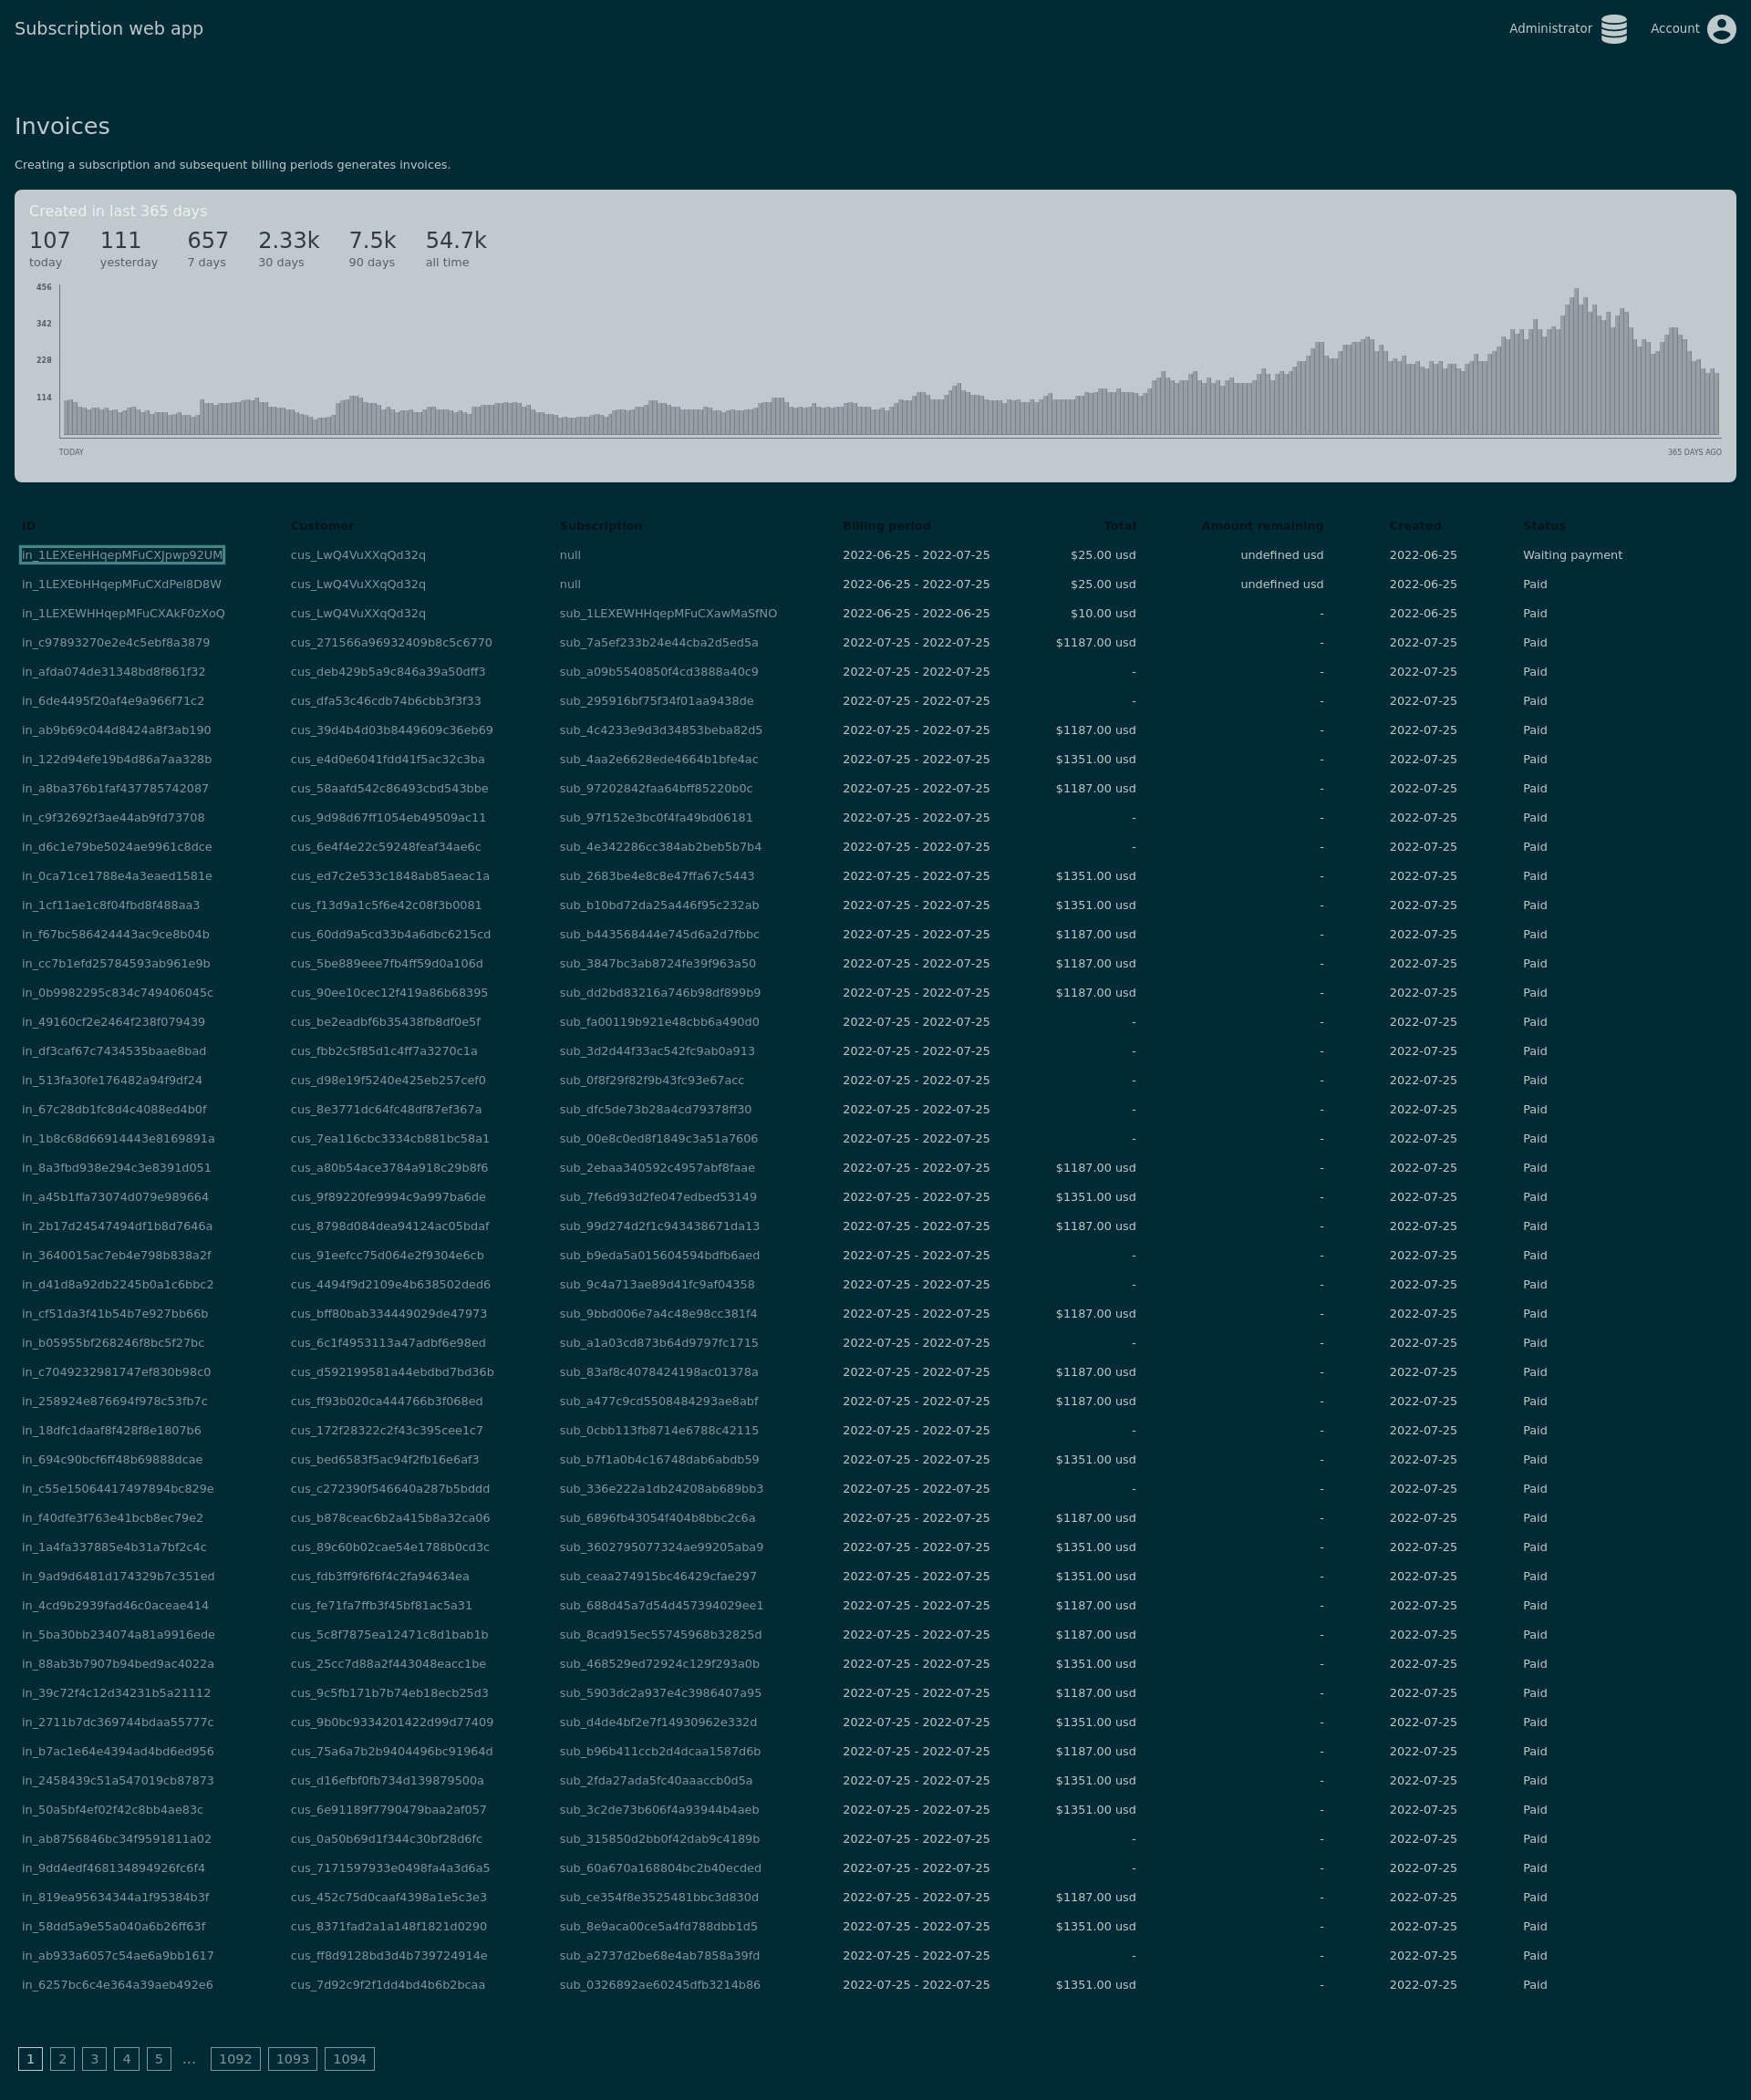 Subscription web app Administrator Account
Invoices
Creating a subscription and subsequent billing periods generates invoices.
Created in last 365 days
107 111 657 2.33k 7.5k 54.7k
today yesterday 7 days 30 days 90 days all time
456
342
228
114
TODAY 365 DAYS AGO
ID Customer Subscription Billing period Total Amount remaining Created Status
in_1LEXEeHHqepMFuCXJpwp92UM cus_LwQ4VuXXqQd32q null 2022-06-25 - 2022-07-25 $25.00 usd undefined usd 2022-06-25 Waiting payment
in_1LEXEbHHqepMFuCXdPel8D8W cus_LwQ4VuXXqQd32q null 2022-06-25 - 2022-07-25 $25.00 usd undefined usd 2022-06-25 Paid
in_1LEXEWHHqepMFuCXAkF0zXoQ cus_LwQ4VuXXqQd32q sub_1LEXEWHHqepMFuCXawMaSfNO 2022-06-25 - 2022-06-25 $10.00 usd - 2022-06-25 Paid
in_c97893270e2e4c5ebf8a3879 cus_271566a96932409b8c5c6770 sub_7a5ef233b24e44cba2d5ed5a 2022-07-25 - 2022-07-25 $1187.00 usd - 2022-07-25 Paid
in_afda074de31348bd8f861f32 cus_deb429b5a9c846a39a50dff3 sub_a09b5540850f4cd3888a40c9 2022-07-25 - 2022-07-25 - - 2022-07-25 Paid
in_6de4495f20af4e9a966f71c2 cus_dfa53c46cdb74b6cbb3f3f33 sub_295916bf75f34f01aa9438de 2022-07-25 - 2022-07-25 - - 2022-07-25 Paid
in_ab9b69c044d8424a8f3ab190 cus_39d4b4d03b8449609c36eb69 sub_4c4233e9d3d34853beba82d5 2022-07-25 - 2022-07-25 $1187.00 usd - 2022-07-25 Paid
in_122d94efe19b4d86a7aa328b cus_e4d0e6041fdd41f5ac32c3ba sub_4aa2e6628ede4664b1bfe4ac 2022-07-25 - 2022-07-25 $1351.00 usd - 2022-07-25 Paid
in_a8ba376b1faf437785742087 cus_58aafd542c86493cbd543bbe sub_97202842faa64bff85220b0c 2022-07-25 - 2022-07-25 $1187.00 usd - 2022-07-25 Paid
in_c9f32692f3ae44ab9fd73708 cus_9d98d67ff1054eb49509ac11 sub_97f152e3bc0f4fa49bd06181 2022-07-25 - 2022-07-25 - - 2022-07-25 Paid
in_d6c1e79be5024ae9961c8dce cus_6e4f4e22c59248feaf34ae6c sub_4e342286cc384ab2beb5b7b4 2022-07-25 - 2022-07-25 - - 2022-07-25 Paid
in_0ca71ce1788e4a3eaed1581e cus_ed7c2e533c1848ab85aeac1a sub_2683be4e8c8e47ffa67c5443 2022-07-25 - 2022-07-25 $1351.00 usd - 2022-07-25 Paid
in_1cf11ae1c8f04fbd8f488aa3 cus_f13d9a1c5f6e42c08f3b0081 sub_b10bd72da25a446f95c232ab 2022-07-25 - 2022-07-25 $1351.00 usd - 2022-07-25 Paid
in_f67bc586424443ac9ce8b04b cus_60dd9a5cd33b4a6dbc6215cd sub_b443568444e745d6a2d7fbbc 2022-07-25 - 2022-07-25 $1187.00 usd - 2022-07-25 Paid
in_cc7b1efd25784593ab961e9b cus_5be889eee7fb4ff59d0a106d sub_3847bc3ab8724fe39f963a50 2022-07-25 - 2022-07-25 $1187.00 usd - 2022-07-25 Paid
in_0b9982295c834c749406045c cus_90ee10cec12f419a86b68395 sub_dd2bd83216a746b98df899b9 2022-07-25 - 2022-07-25 $1187.00 usd - 2022-07-25 Paid
in_49160cf2e2464f238f079439 cus_be2eadbf6b35438fb8df0e5f sub_fa00119b921e48cbb6a490d0 2022-07-25 - 2022-07-25 - - 2022-07-25 Paid
in_df3caf67c7434535baae8bad cus_fbb2c5f85d1c4ff7a3270c1a sub_3d2d44f33ac542fc9ab0a913 2022-07-25 - 2022-07-25 - - 2022-07-25 Paid
in_513fa30fe176482a94f9df24 cus_d98e19f5240e425eb257cef0 sub_0f8f29f82f9b43fc93e67acc 2022-07-25 - 2022-07-25 - - 2022-07-25 Paid
in_67c28db1fc8d4c4088ed4b0f cus_8e3771dc64fc48df87ef367a sub_dfc5de73b28a4cd79378ff30 2022-07-25 - 2022-07-25 - - 2022-07-25 Paid
in_1b8c68d66914443e8169891a cus_7ea116cbc3334cb881bc58a1 sub_00e8c0ed8f1849c3a51a7606 2022-07-25 - 2022-07-25 - - 2022-07-25 Paid
in_8a3fbd938e294c3e8391d051 cus_a80b54ace3784a918c29b8f6 sub_2ebaa340592c4957abf8faae 2022-07-25 - 2022-07-25 $1187.00 usd - 2022-07-25 Paid
in_a45b1ffa73074d079e989664 cus_9f89220fe9994c9a997ba6de sub_7fe6d93d2fe047edbed53149 2022-07-25 - 2022-07-25 $1351.00 usd - 2022-07-25 Paid
in_2b17d24547494df1b8d7646a cus_8798d084dea94124ac05bdaf sub_99d274d2f1c943438671da13 2022-07-25 - 2022-07-25 $1187.00 usd - 2022-07-25 Paid
in_3640015ac7eb4e798b838a2f cus_91eefcc75d064e2f9304e6cb sub_b9eda5a015604594bdfb6aed 2022-07-25 - 2022-07-25 - - 2022-07-25 Paid
in_d41d8a92db2245b0a1c6bbc2 cus_4494f9d2109e4b638502ded6 sub_9c4a713ae89d41fc9af04358 2022-07-25 - 2022-07-25 - - 2022-07-25 Paid
in_cf51da3f41b54b7e927bb66b cus_bff80bab334449029de47973 sub_9bbd006e7a4c48e98cc381f4 2022-07-25 - 2022-07-25 $1187.00 usd - 2022-07-25 Paid
in_b05955bf268246f8bc5f27bc cus_6c1f4953113a47adbf6e98ed sub_a1a03cd873b64d9797fc1715 2022-07-25 - 2022-07-25 - - 2022-07-25 Paid
in_c7049232981747ef830b98c0 cus_d592199581a44ebdbd7bd36b sub_83af8c4078424198ac01378a 2022-07-25 - 2022-07-25 $1187.00 usd - 2022-07-25 Paid
in_258924e876694f978c53fb7c cus_ff93b020ca444766b3f068ed sub_a477c9cd5508484293ae8abf 2022-07-25 - 2022-07-25 $1187.00 usd - 2022-07-25 Paid
in_18dfc1daaf8f428f8e1807b6 cus_172f28322c2f43c395cee1c7 sub_0cbb113fb8714e6788c42115 2022-07-25 - 2022-07-25 - - 2022-07-25 Paid
in_694c90bcf6ff48b69888dcae cus_bed6583f5ac94f2fb16e6af3 sub_b7f1a0b4c16748dab6abdb59 2022-07-25 - 2022-07-25 $1351.00 usd - 2022-07-25 Paid
in_c55e15064417497894bc829e cus_c272390f546640a287b5bddd sub_336e222a1db24208ab689bb3 2022-07-25 - 2022-07-25 - - 2022-07-25 Paid
in_f40dfe3f763e41bcb8ec79e2 cus_b878ceac6b2a415b8a32ca06 sub_6896fb43054f404b8bbc2c6a 2022-07-25 - 2022-07-25 $1187.00 usd - 2022-07-25 Paid
in_1a4fa337885e4b31a7bf2c4c cus_89c60b02cae54e1788b0cd3c sub_3602795077324ae99205aba9 2022-07-25 - 2022-07-25 $1351.00 usd - 2022-07-25 Paid
in_9ad9d6481d174329b7c351ed cus_fdb3ff9f6f6f4c2fa94634ea sub_ceaa274915bc46429cfae297 2022-07-25 - 2022-07-25 $1351.00 usd - 2022-07-25 Paid
in_4cd9b2939fad46c0aceae414 cus_fe71fa7ffb3f45bf81ac5a31 sub_688d45a7d54d457394029ee1 2022-07-25 - 2022-07-25 $1187.00 usd - 2022-07-25 Paid
in_5ba30bb234074a81a9916ede cus_5c8f7875ea12471c8d1bab1b sub_8cad915ec55745968b32825d 2022-07-25 - 2022-07-25 $1187.00 usd - 2022-07-25 Paid
in_88ab3b7907b94bed9ac4022a cus_25cc7d88a2f443048eacc1be sub_468529ed72924c129f293a0b 2022-07-25 - 2022-07-25 $1351.00 usd - 2022-07-25 Paid
in_39c72f4c12d34231b5a21112 cus_9c5fb171b7b74eb18ecb25d3 sub_5903dc2a937e4c3986407a95 2022-07-25 - 2022-07-25 $1187.00 usd - 2022-07-25 Paid
in_2711b7dc369744bdaa55777c cus_9b0bc9334201422d99d77409 sub_d4de4bf2e7f14930962e332d 2022-07-25 - 2022-07-25 $1351.00 usd - 2022-07-25 Paid
in_b7ac1e64e4394ad4bd6ed956 cus_75a6a7b2b9404496bc91964d sub_b96b411ccb2d4dcaa1587d6b 2022-07-25 - 2022-07-25 $1187.00 usd - 2022-07-25 Paid
in_2458439c51a547019cb87873 cus_d16efbf0fb734d139879500a sub_2fda27ada5fc40aaaccb0d5a 2022-07-25 - 2022-07-25 $1351.00 usd - 2022-07-25 Paid
in_50a5bf4ef02f42c8bb4ae83c cus_6e91189f7790479baa2af057 sub_3c2de73b606f4a93944b4aeb 2022-07-25 - 2022-07-25 $1351.00 usd - 2022-07-25 Paid
in_ab8756846bc34f9591811a02 cus_0a50b69d1f344c30bf28d6fc sub_315850d2bb0f42dab9c4189b 2022-07-25 - 2022-07-25 - - 2022-07-25 Paid
in_9dd4edf468134894926fc6f4 cus_7171597933e0498fa4a3d6a5 sub_60a670a168804bc2b40ecded 2022-07-25 - 2022-07-25 - - 2022-07-25 Paid
in_819ea95634344a1f95384b3f cus_452c75d0caaf4398a1e5c3e3 sub_ce354f8e3525481bbc3d830d 2022-07-25 - 2022-07-25 $1187.00 usd - 2022-07-25 Paid
in_58dd5a9e55a040a6b26ff63f cus_8371fad2a1a148f1821d0290 sub_8e9aca00ce5a4fd788dbb1d5 2022-07-25 - 2022-07-25 $1351.00 usd - 2022-07-25 Paid
in_ab933a6057c54ae6a9bb1617 cus_ff8d9128bd3d4b739724914e sub_a2737d2be68e4ab7858a39fd 2022-07-25 - 2022-07-25 - - 2022-07-25 Paid
in_6257bc6c4e364a39aeb492e6 cus_7d92c9f2f1dd4bd4b6b2bcaa sub_0326892ae60245dfb3214b86 2022-07-25 - 2022-07-25 $1351.00 usd - 2022-07-25 Paid
1 2 3 4 5 ... 1092 1093 1094